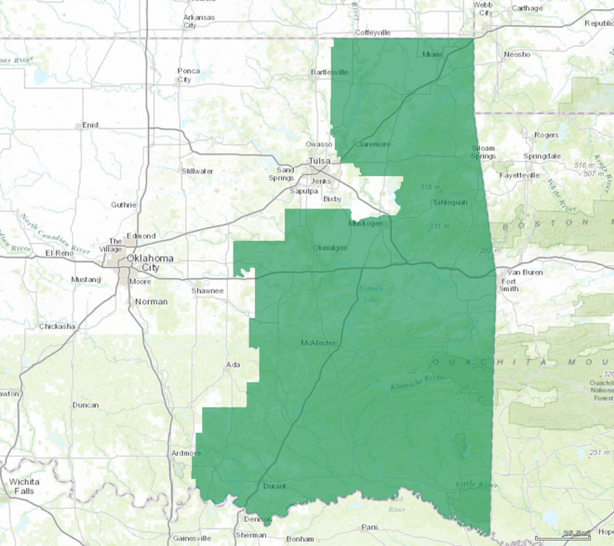 Webb
City
Carthage
Arkansas
City
Coffeyville
Republic
Miami
Neosho
Bartlesville
Ponca
City
Enid
Owasso
Claremore
Rogers
Siloam
Springs
Springdale
Tulsa
Stillwater
Sand
Springs
Jenks
Sapulpa
Fayetteville
Bixby
Tahlequah
Guthrie
Muskogee
BOSTON
Edmond
The
Village
Okmulgee
North Canadian River
El Reno
Oklahoma
City
Mustang
Moore
Shawnee
Van Buren
Fort
Smith
Norman
Chickasha
McAlester
Ada
OUACHITA MOU
Kiamichi River
Ouachit
National
Forest
Duncan
Ardmore
251 m
Wichita
Falls
Durant
Little River
Denison
River
Paris
Sherman
Gainesville
Bonham
Hope